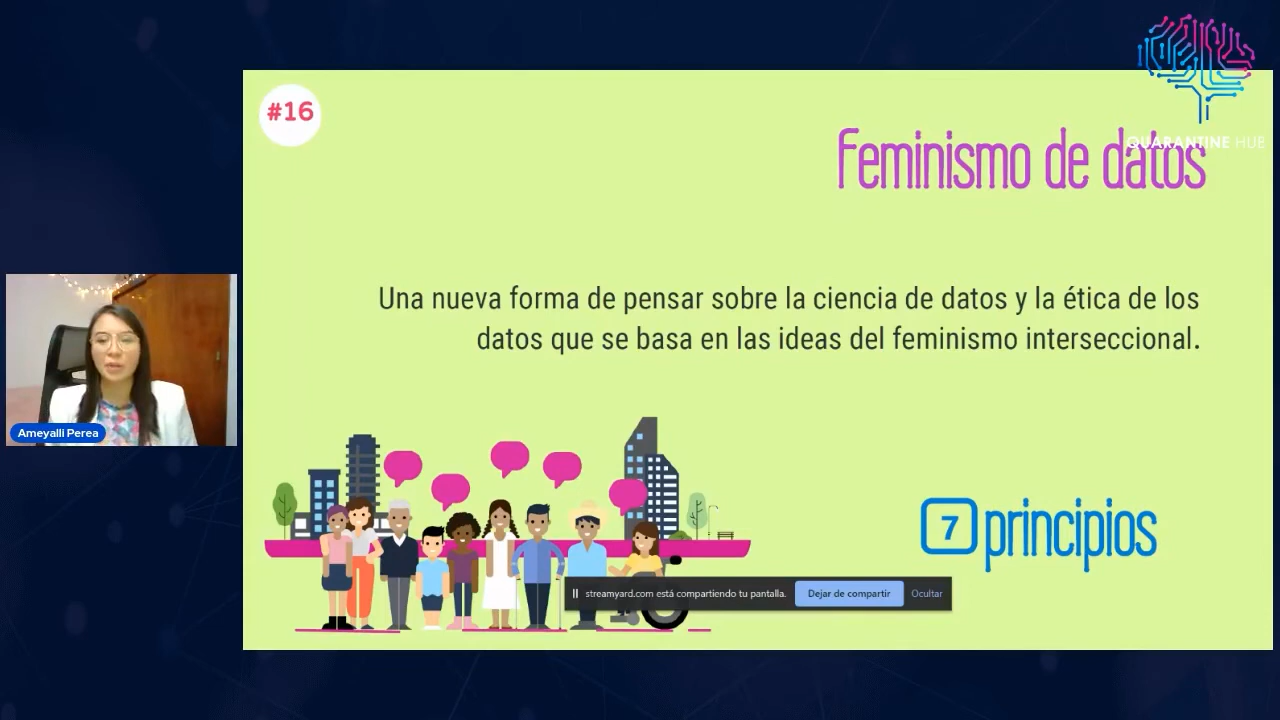 QUARANTINE HUB
#16
Feminismo de datos
Una nueva forma de pensar sobre la ciencia de datos y la ética de los
datos que se basa en las ideas del feminismo interseccional.
Ameyalli Perea
7 principios
streamyard.com está compartiendo tu pantalla. Dejar de compartir Ocultar